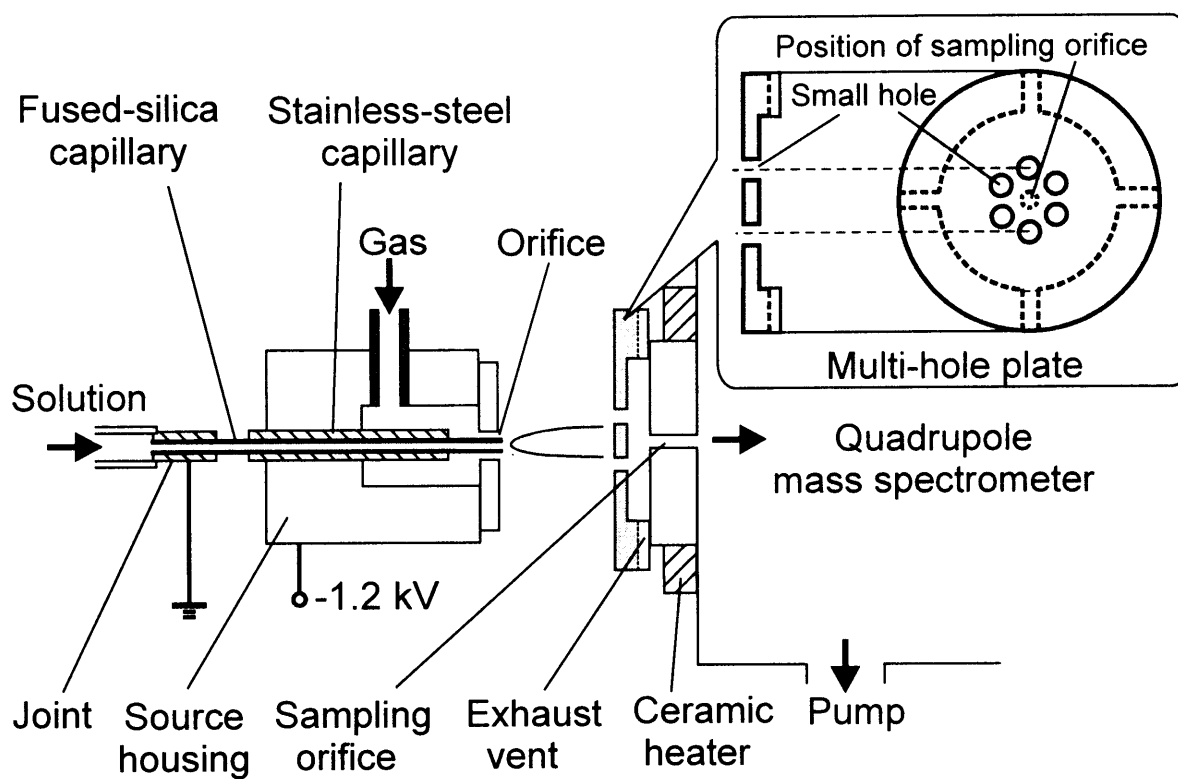 Position of sampling orifice
Small hole
Multi-hole plate
Fused-silica
capillary
Stainless-steel
capillary
Gas
Orifice
Solution
Quadrupole
mass spectrometer
-1.2 kV
Joint
Source
housing
Sampling
orifice
Exhaust
vent
Ceramic
heater
Pump